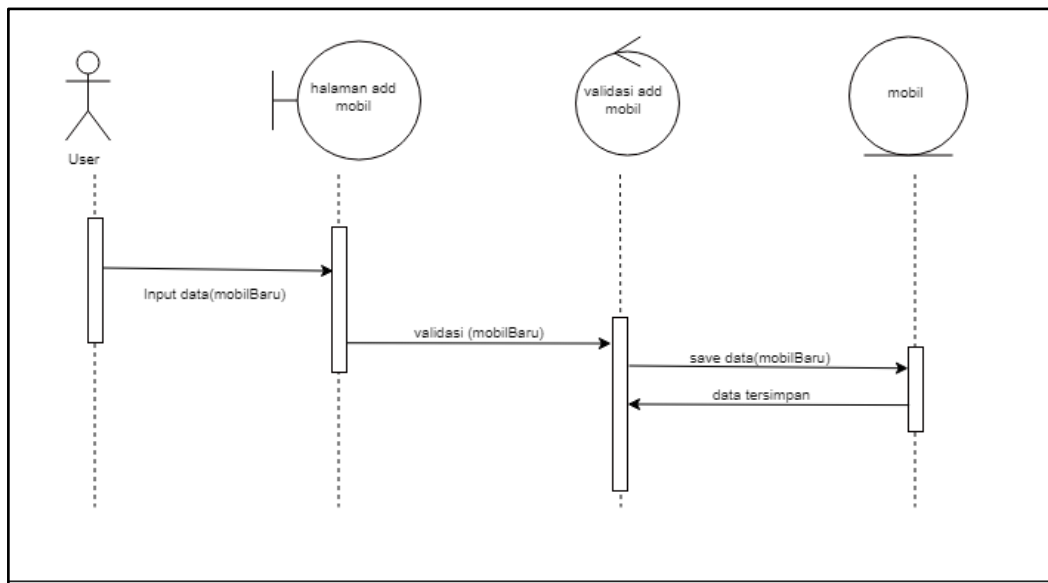 halaman add
mobil
validasi add
mobil
mobil
User
Input data(mobilBaru)
validasi (mobilBaru)
save data(mobilBaru)
data tersimpan